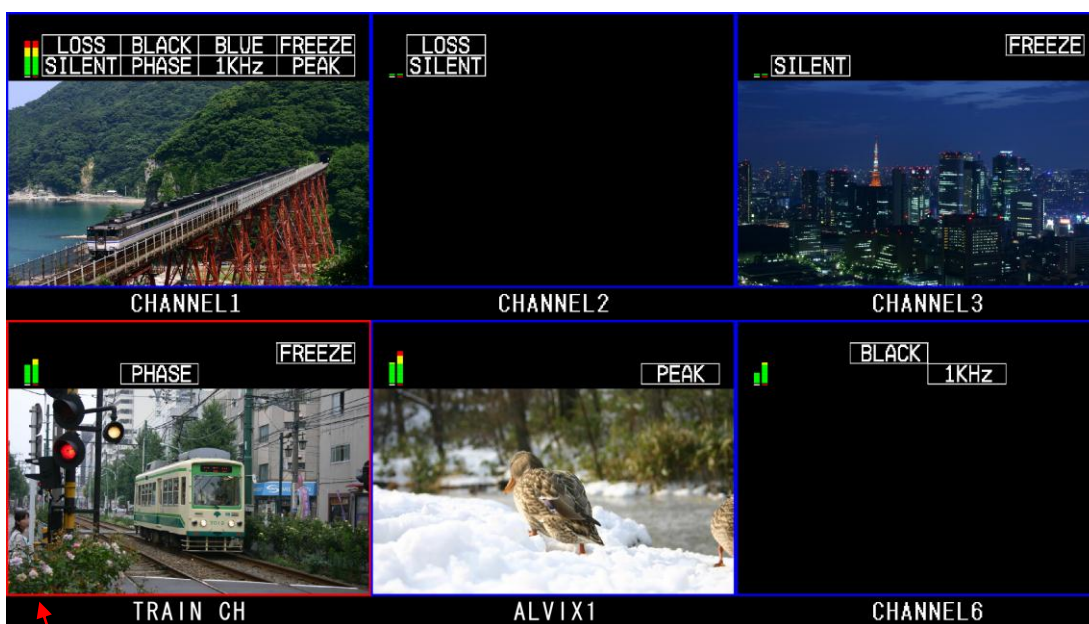 LOSS BLACK BLUE FREEZE
SILENT PHASE 1KHz PEAK
CHANNEL1
LOSS
SILENT
CHANNEL2
FREEZE
SILENT
CHANNEL3
FREEZE
PHASE
TRAIN CH
PEAK
ALVIX1
BLACK
1KHz
CHANNEL6